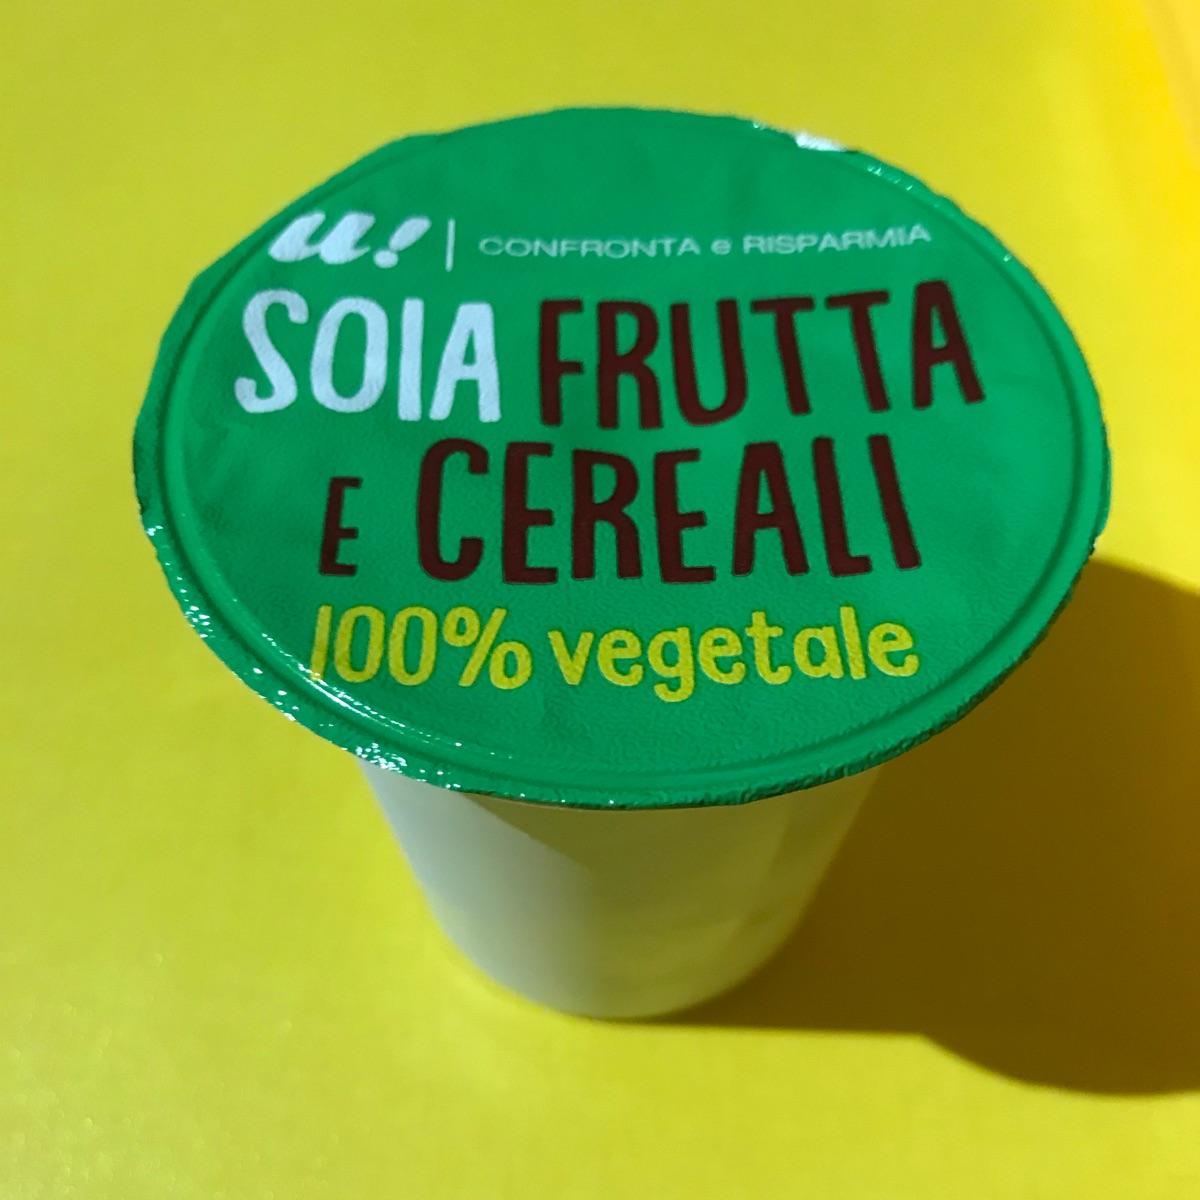 u! | CONFRONTA e RISPARMIA
SOIA FRUTTA
E CEREALI
100% vegetale